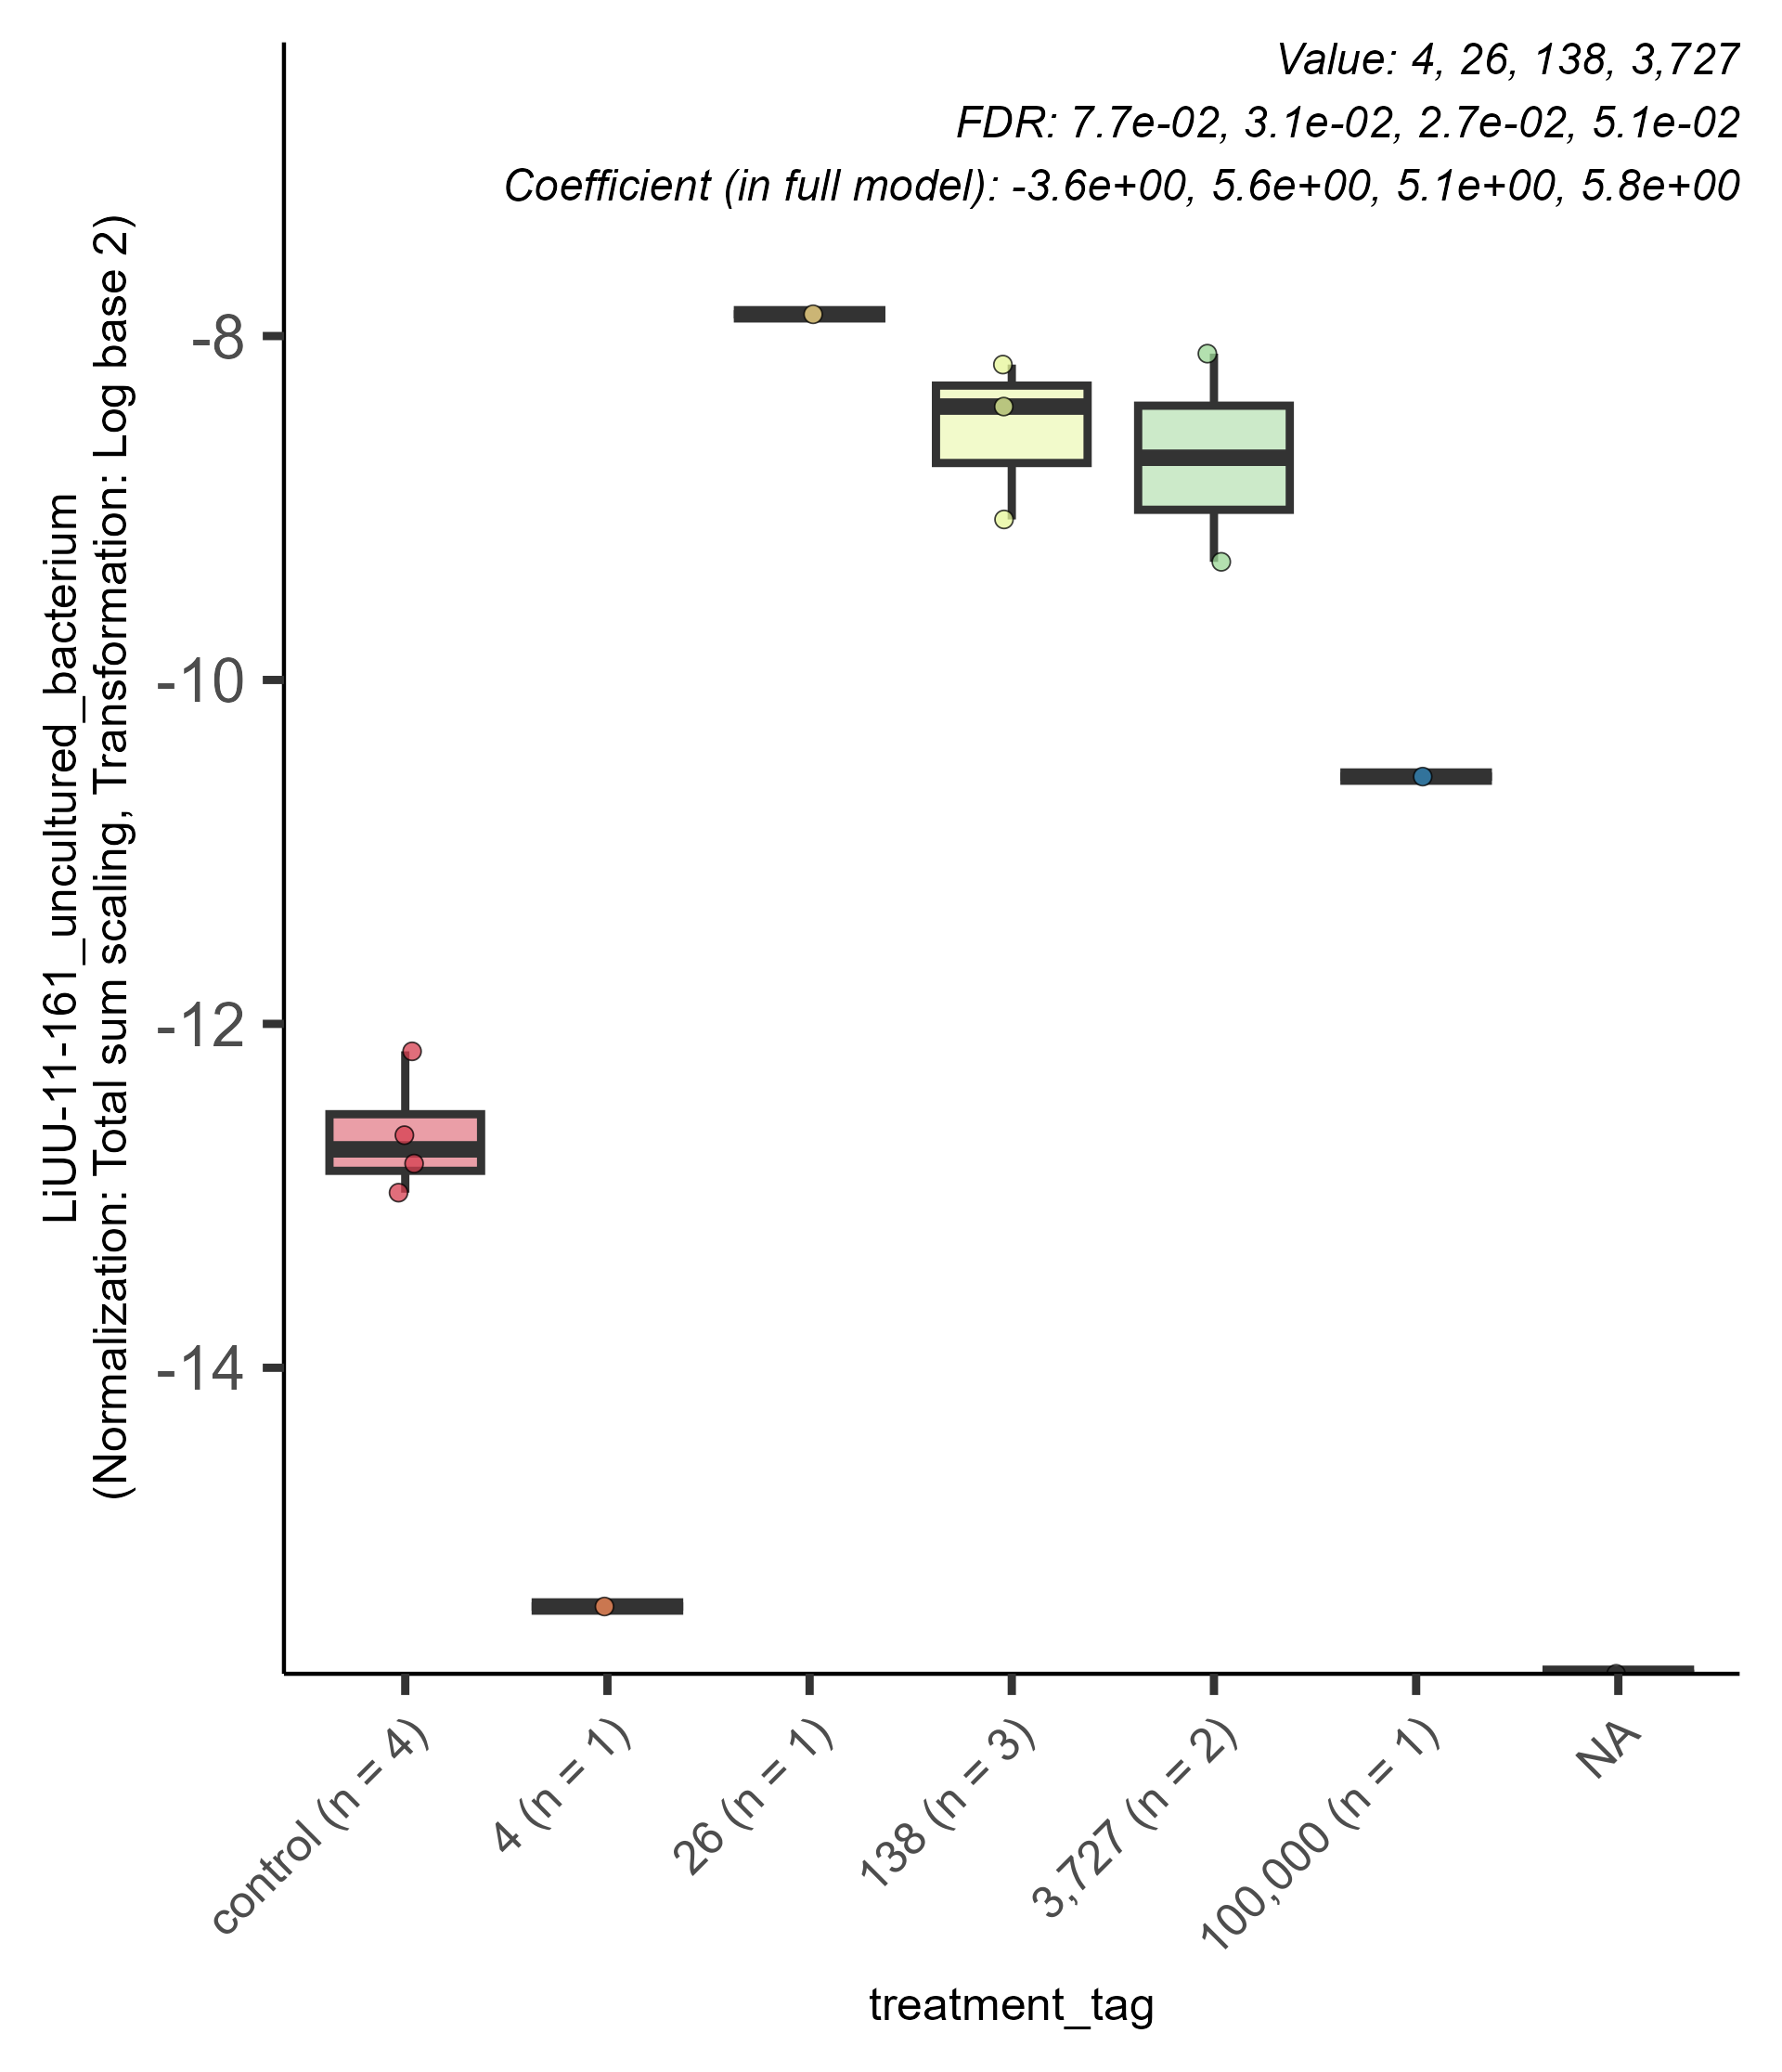 Value: 4, 26, 138, 3,727
FDR: 7.7e-02, 3.1e-02, 2.7e-02, 5.1e-02
Coefficient (in full model): -3.6e+00, 5.6e+00, 5.1e+00, 5.8e+00
LiUU-11-161_uncultured_bacterium
(Normalization: Total sum scaling, Transformation: Log base 2)
-8
-10
-12
-14
control (n = 4)
4 (n = 1)
26 (n = 1)
138 (n = 3)
3,727 (n = 2)
100,000 (n = 1)
NA
treatment_tag